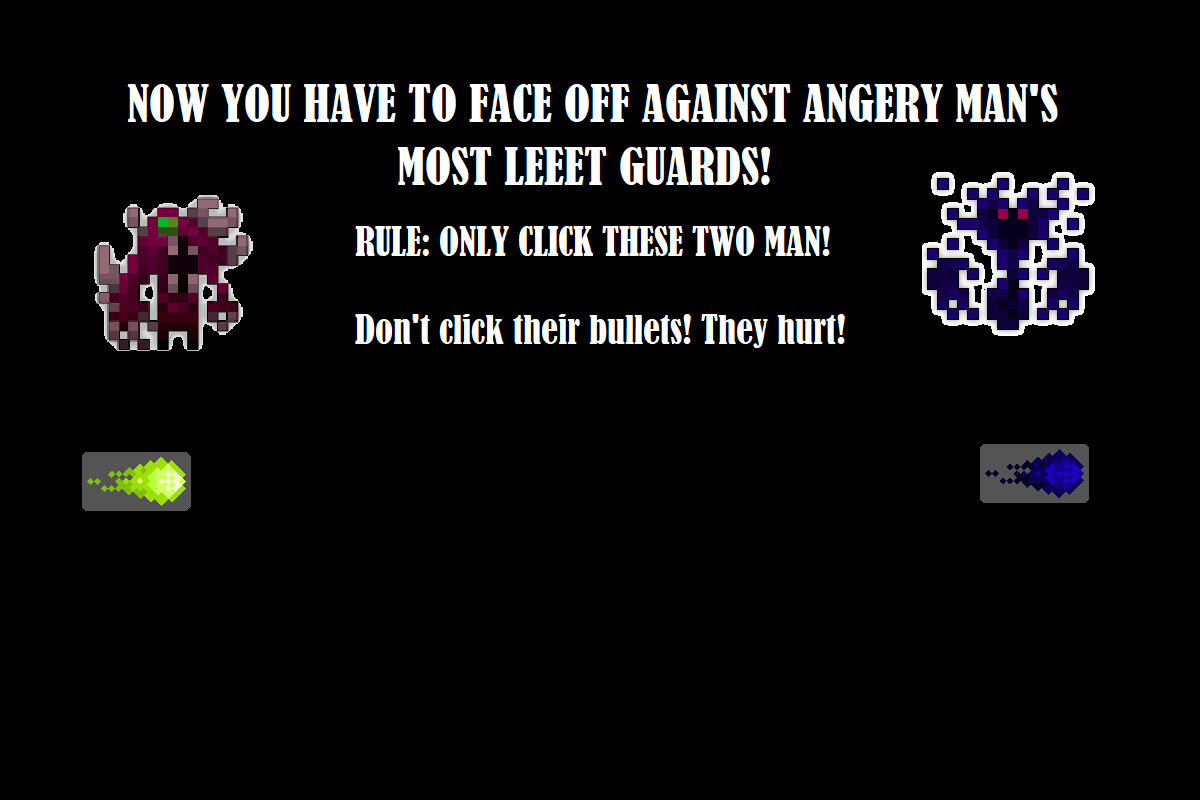 NOW YOU HAVE TO FACE OFF AGAINST ANGERY MAN'S
MOST LEEET GUARDS!
RULE: ONLY CLICK THESE TWO MAN!
Don't click their bullets! They hurt!